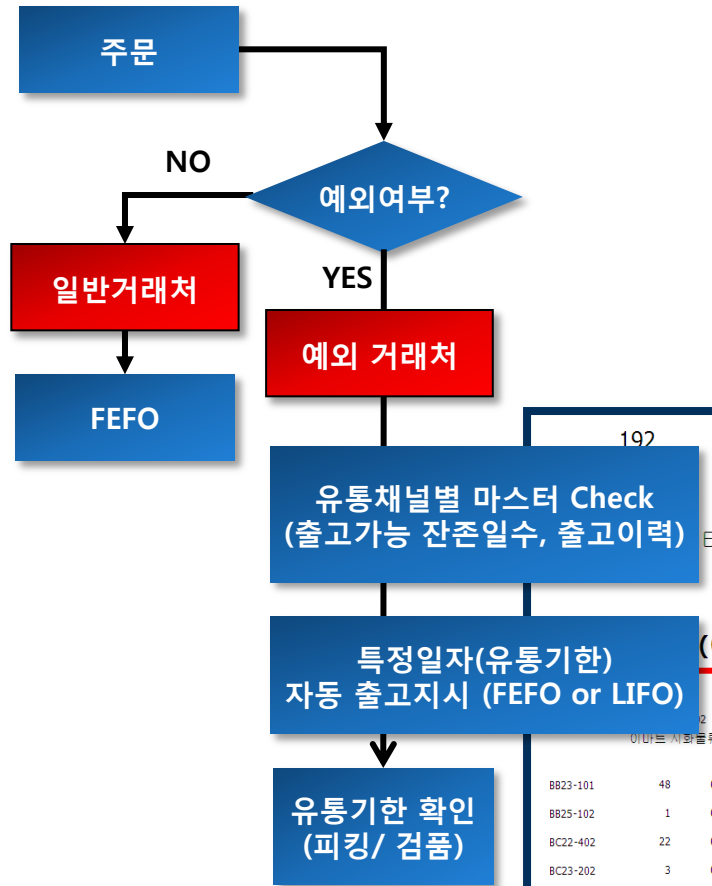 주문
예외여부?
NO
YES
일반거래처
예외 거래처
FEFO
192
유통채널별 마스터 Check
(출고가능 잔존일수, 출고이력)
특정일자(유통기한)
자동 출고지시 (FEFO or LIFO)
유통기한 확인
(피킹/ 검품)
BB23-101 48
BB25-102 1
BC22-402 22
BC23-202 3